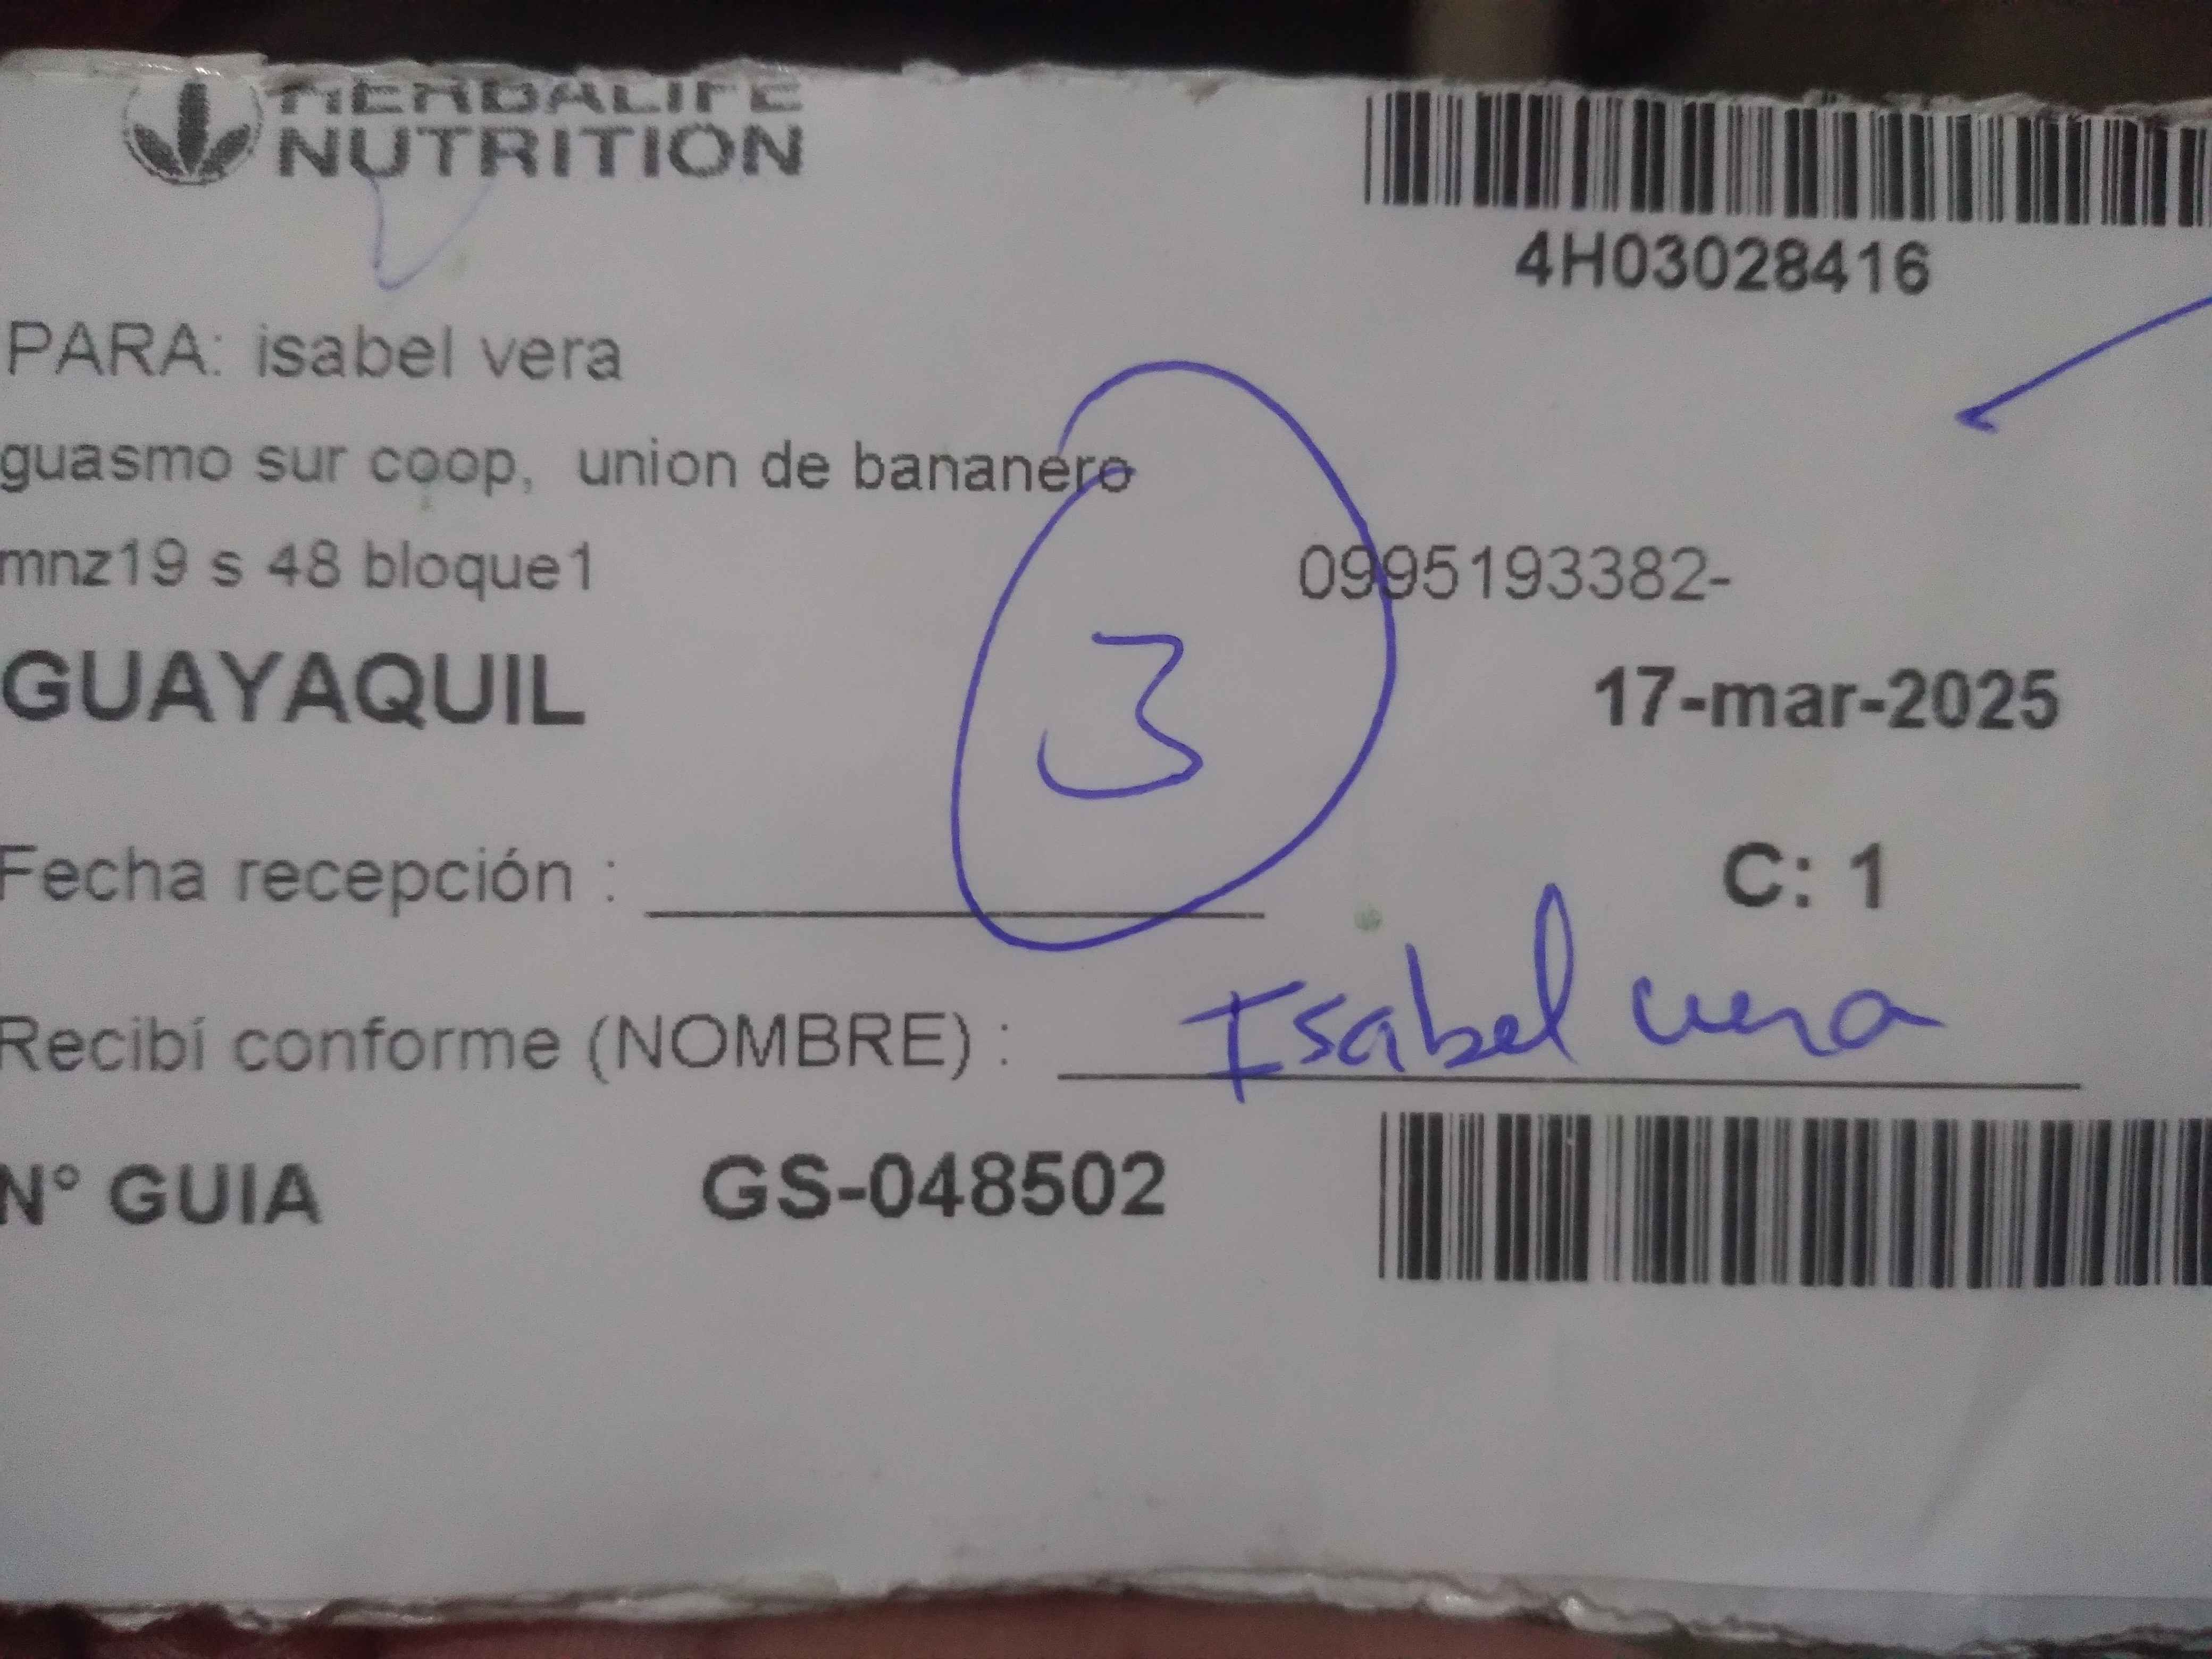 HERBALIFE
NUTRITION
4H03028416
PARA: isabel vera
guasmo sur coop, union de bananero
mnz19 s 48 bloque1
0995193382-
GUAYAQUIL
3
17-mar-2025
Fecha recepción :
C: 1
Recibí conforme (NOMBRE) : Isabel vera
N° GUIA GS-048502